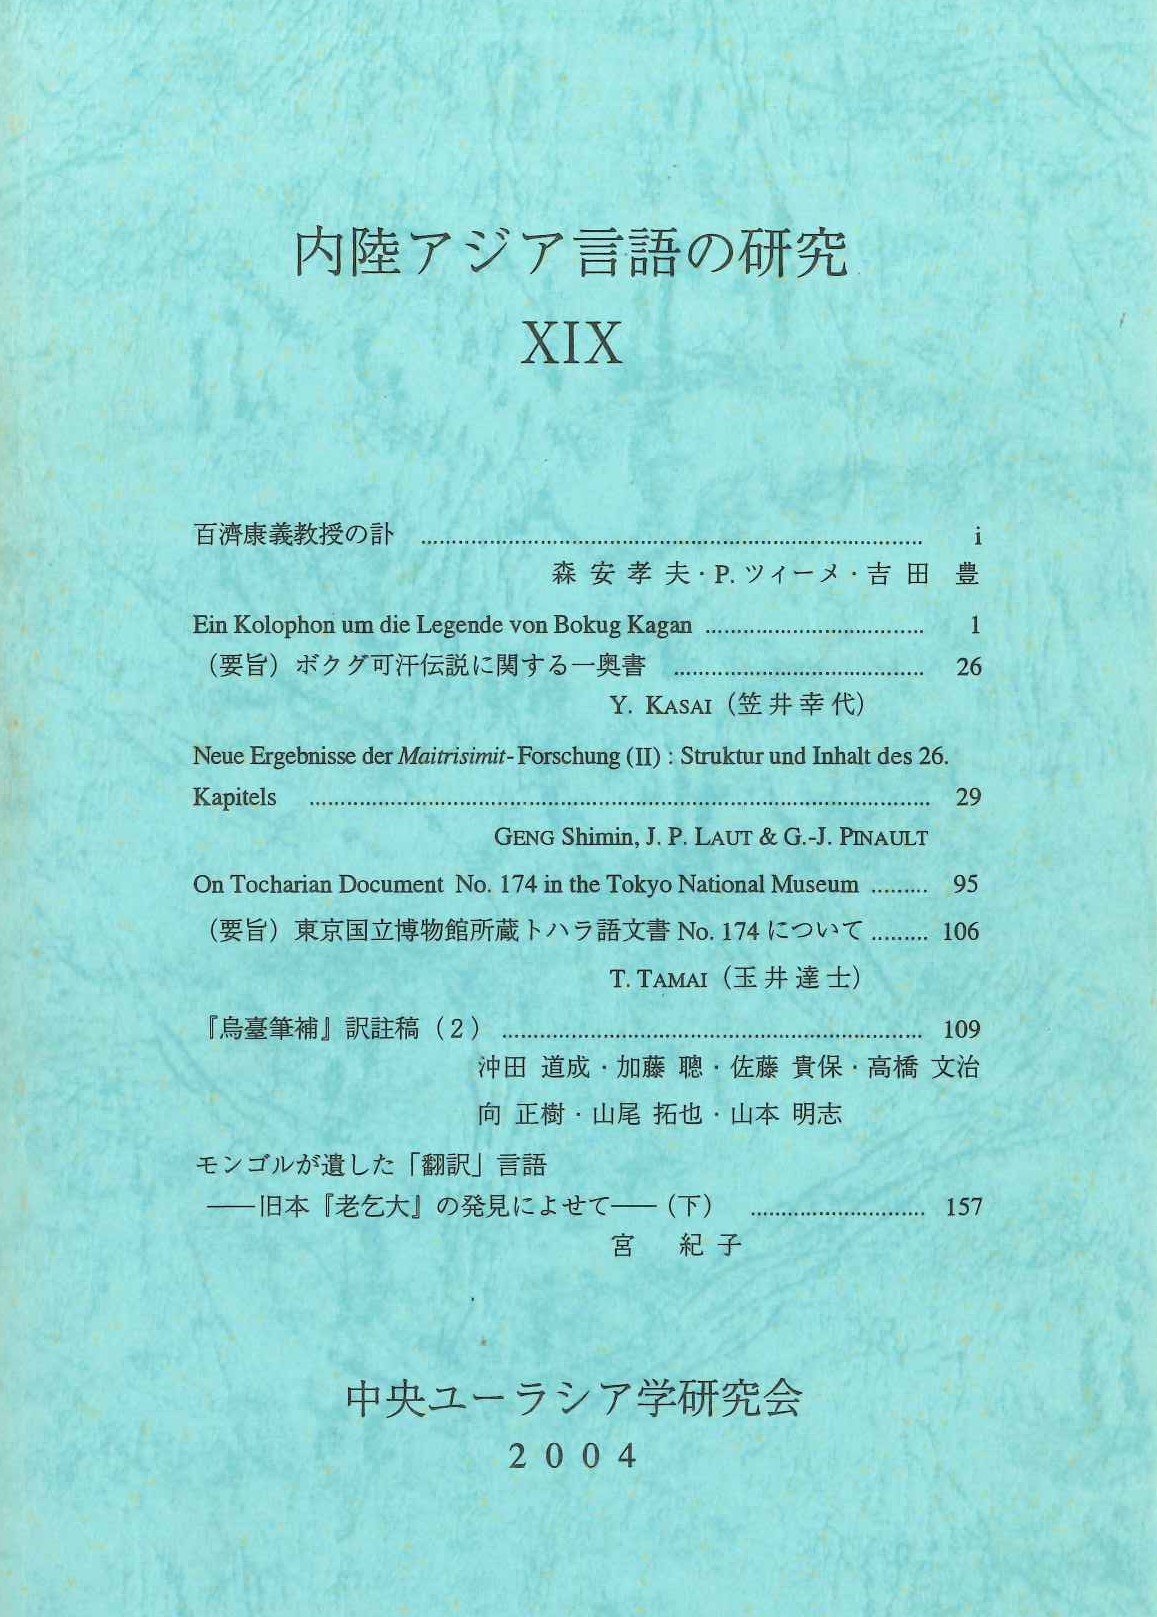 内陸アジア言語の研究
XIX
百濟康義教授の訃 ........ i
森安孝夫・P. ツィーメ・吉田 豊
Ein Kolophon um die Legende von Bokug Kagan ........ 1
（要旨）ボクグ可汗伝説に関する一奥書 ........ 26
Y. KASAI（笠井幸代）
Neue Ergebnisse der Maitrisimit-Forschung (II) : Struktur und Inhalt des 26.
Kapitels ........ 29
GENG Shimin, J. P. LAUT & G.-J. PINAULT
On Tocharian Document No. 174 in the Tokyo National Museum ........ 95
（要旨）東京国立博物館所蔵トハラ語文書 No. 174 について ........ 106
T. TAMAI（玉井達士）
『烏臺筆補』訳註稿（２） ........ 109
沖田 道成・加藤 聰・佐藤 貴保・高橋 文治
向 正樹・山尾 拓也・山本 明志
モンゴルが遺した「翻訳」言語
――旧本『老乞大』の発見によせて――（下） ........ 157
宮 紀子
中央ユーラシア学研究会
2004